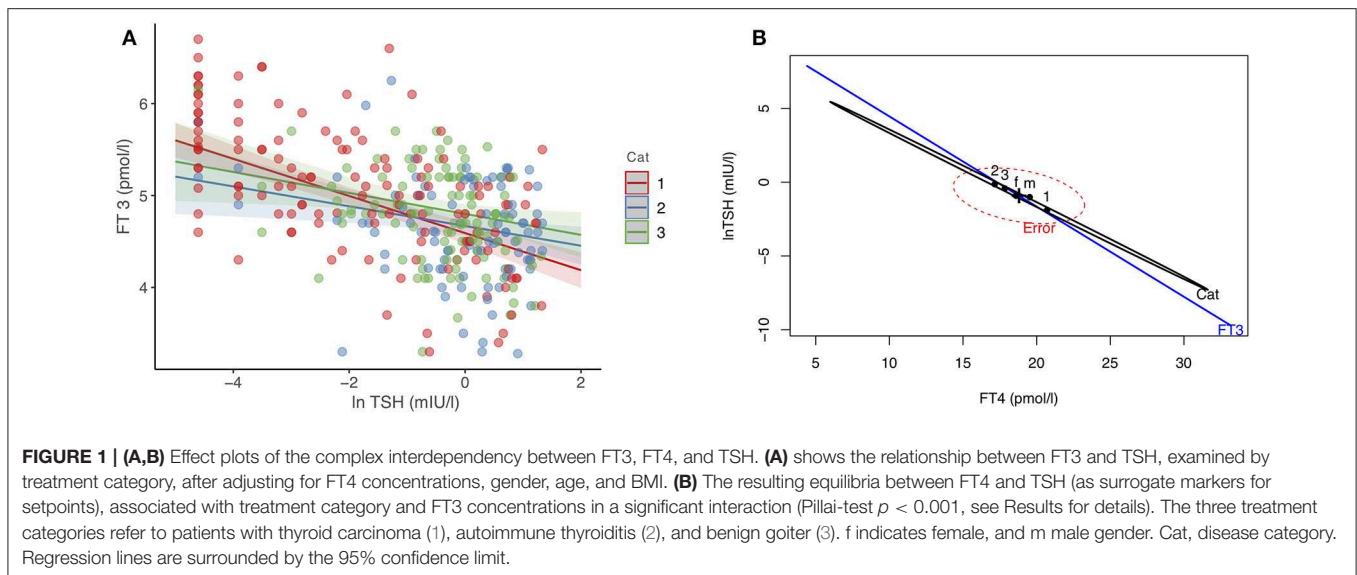 A
6
5
4
FT 3 (pmol/l)
−4
−2
0
2
ln TSH (mIU/l)
Cat
1
2
3
B
5
0
−5
−10
lnTSH (mIU/l)
2
3
f
m
1
Error
Cat
FT3
5
10
15
20
25
30
FT4 (pmol/l)
FIGURE 1 | (A,B) Effect plots of the complex interdependency between FT3, FT4, and TSH. (A) shows the relationship between FT3 and TSH, examined by
treatment category, after adjusting for FT4 concentrations, gender, age, and BMI. (B) The resulting equilibria between FT4 and TSH (as surrogate markers for
setpoints), associated with treatment category and FT3 concentrations in a significant interaction (Pillai-test p < 0.001, see Results for details). The three treatment
categories refer to patients with thyroid carcinoma (1), autoimmune thyroiditis (2), and benign goiter (3). f indicates female, and m male gender. Cat, disease category.
Regression lines are surrounded by the 95% confidence limit.